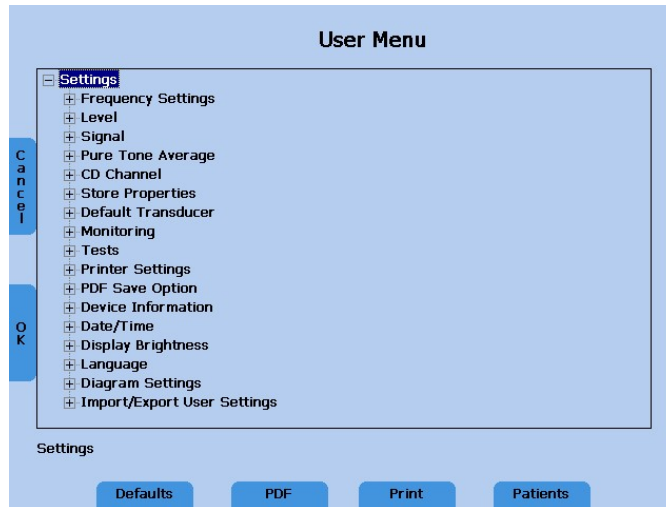 User Menu
Settings
Frequency Settings
Level
Signal
Pure Tone Average
CD Channel
Store Properties
Default Transducer
Monitoring
Tests
Printer Settings
PDF Save Option
Device Information
Date/Time
Display Brightness
Language
Diagram Settings
Import/Export User Settings
Cancel
OK
Settings
Defaults PDF Print Patients